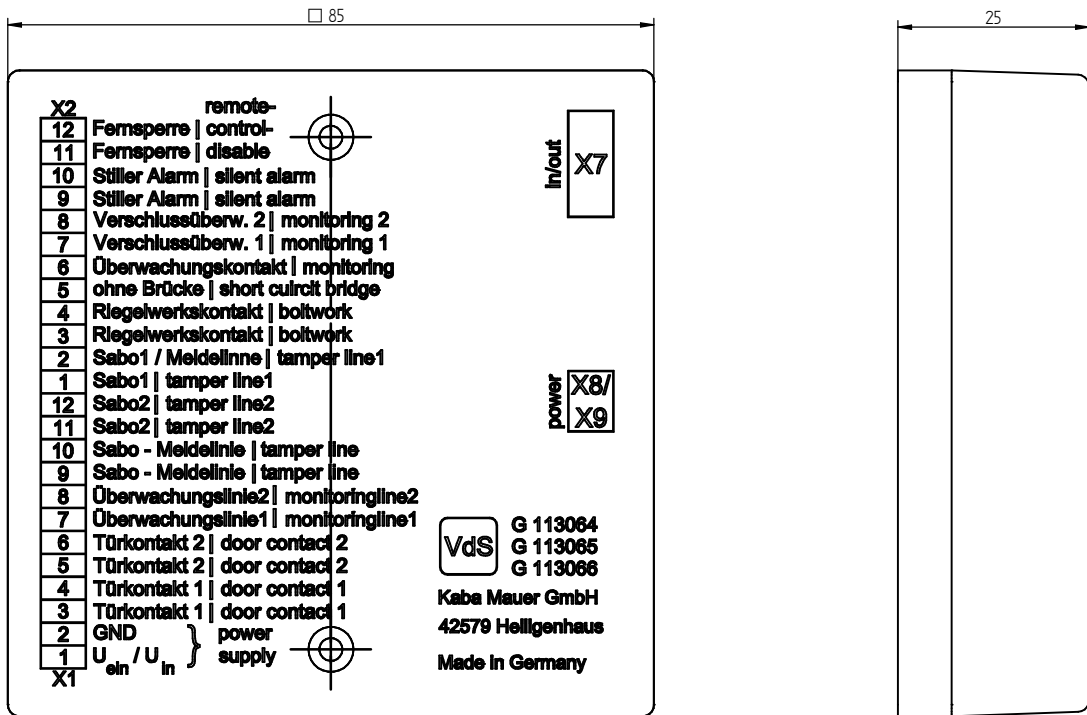 □ 85
25
X2 remote-
12 Fernsperre | control-
11 Fernsperre | disable
10 Stiller Alarm | silent alarm
9 Stiller Alarm | silent alarm
8 Verschlussüberw. 2 | monitoring 2
7 Verschlussüberw. 1 | monitoring 1
6 Überwachungskontakt | monitoring
5 ohne Brücke | short cuircit bridge
4 Riegelwerkskontakt | boltwork
3 Riegelwerkskontakt | boltwork
2 Sabo1 / Meldelinne | tamper line1
1 Sabo1 | tamper line1
12 Sabo2 | tamper line2
11 Sabo2 | tamper line2
10 Sabo - Meldelinie | tamper line
9 Sabo - Meldelinie | tamper line
8 Überwachungslinie2 | monitoringline2
7 Überwachungslinie1 | monitoringline1
6 Türkontakt 2 | door contact 2
5 Türkontakt 2 | door contact 2
4 Türkontakt 1 | door contact 1
3 Türkontakt 1 | door contact 1
2 GND } power
1 U ein / U in } supply
X1
in/out
X7
power
X8/
X9
VdS
G 113064
G 113065
G 113066
Kaba Mauer GmbH
42579 Heiligenhaus
Made in Germany